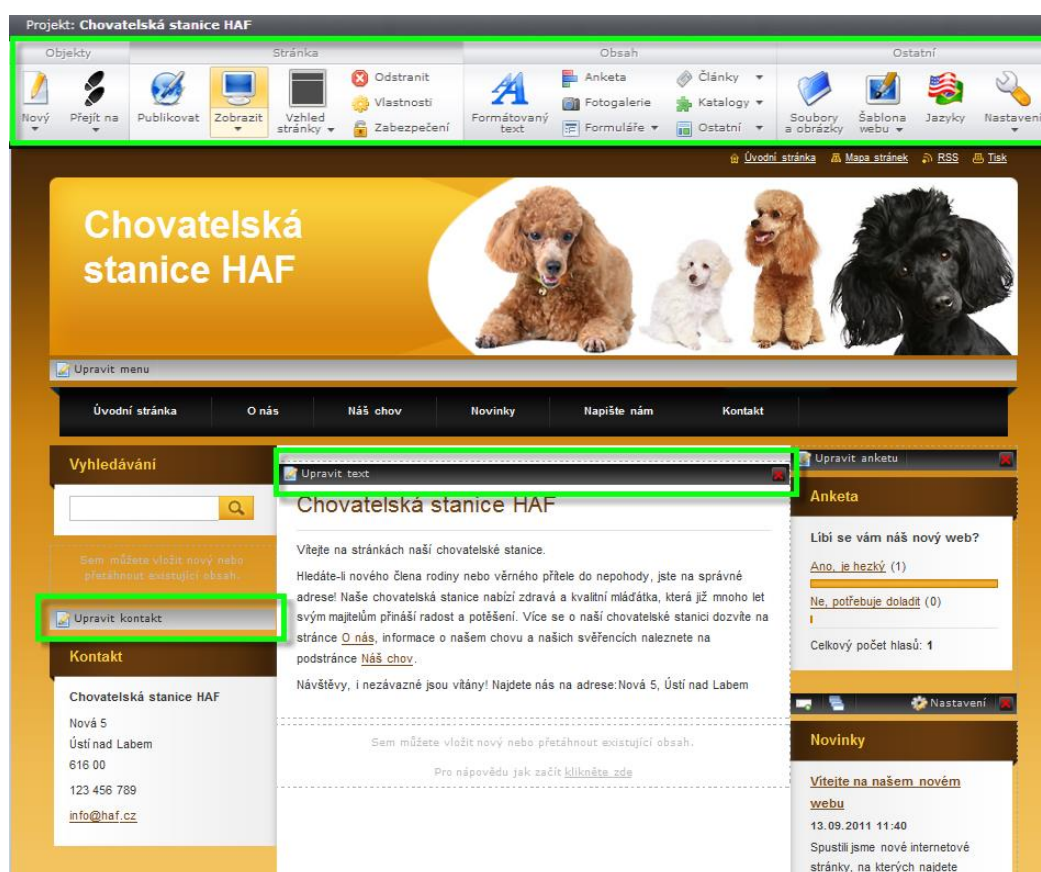 Projekt: Chovatelská stanice HAF
Objekty
Stránka
Obsah
Ostatní
Nový
Přejít na
Publikovat
Zobrazit
Vzhled
stránky
Odstranit
Vlastnosti
Zabezpečení
Formátovaný
text
Anketa
Fotogalerie
Formuláře
Články
Katalogy
Ostatní
Soubory
a obrázky
Šablona
webu
Jazyky
Nastavení
Úvodní stránka Mapa stránek RSS Tisk
Chovatelská
stanice HAF
Upravit menu
Úvodní stránka O nás Náš chov Novinky Napište nám Kontakt
Vyhledávání
Sem můžete vložit nový nebo
přetáhnout existující obsah.
Upravit kontakt
Kontakt
Chovatelská stanice HAF
Nová 5
Ústí nad Labem
616 00
123 456 789
info@haf.cz
Upravit text
Chovatelská stanice HAF
Vítejte na stránkách naší chovatelské stanice.
Hledáte-li nového člena rodiny nebo věrného přítele do nepohody, jste na správné
adrese! Naše chovatelská stanice nabízí zdravá a kvalitní mláďátka, která již mnoho let
svým majitelům přináší radost a potěšení. Více se o naší chovatelské stanici dozvíte na
stránce O nás, informace o našem chovu a našich svěřencích naleznete na
podstránce Náš chov.
Návštěvy, i nezávazné jsou vítány! Najdete nás na adrese:Nová 5, Ústí nad Labem
Sem můžete vložit nový nebo přetáhnout existující obsah.
Pro nápovědu jak začít klikněte zde
Upravit anketu
Anketa
Líbí se vám náš nový web?
Ano, je hezký (1)
Ne, potřebuje doladit (0)
Celkový počet hlasů: 1
Nastavení
Novinky
Vítejte na našem novém
webu
13.09.2011 11:40
Spustili jsme nové internetové
stránky, na kterých najdete